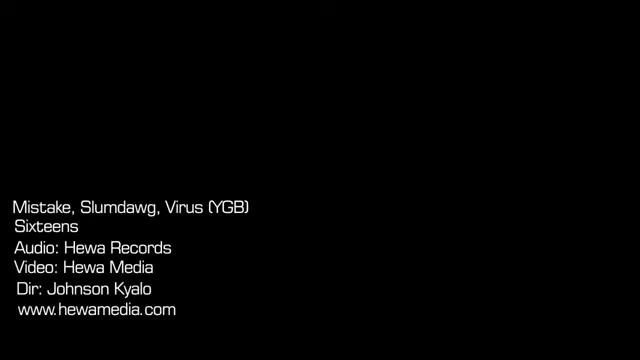 Mistake, Slumdawg, Virus (YGB)
Sixteens
Audio: Hewa Records
Video: Hewa Media
Dir: Johnson Kyalo
www.hewamedia.com